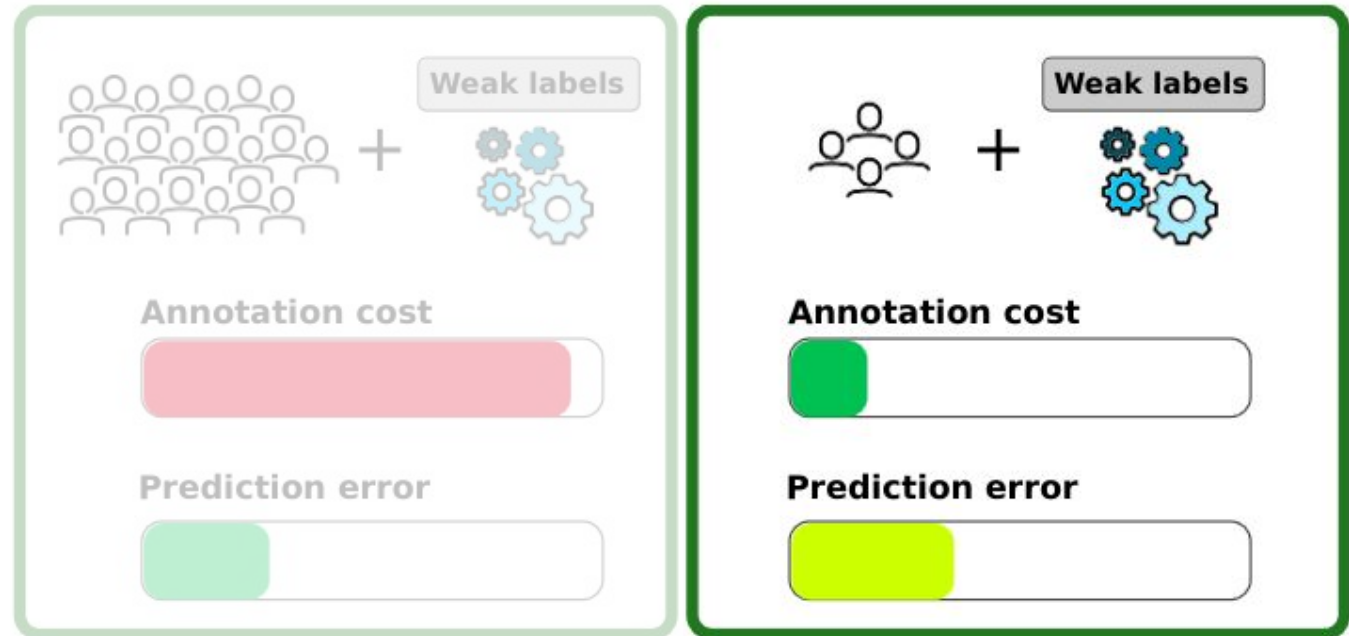 Weak labels
+
Annotation cost
Prediction error
Weak labels
+
Annotation cost
Prediction error